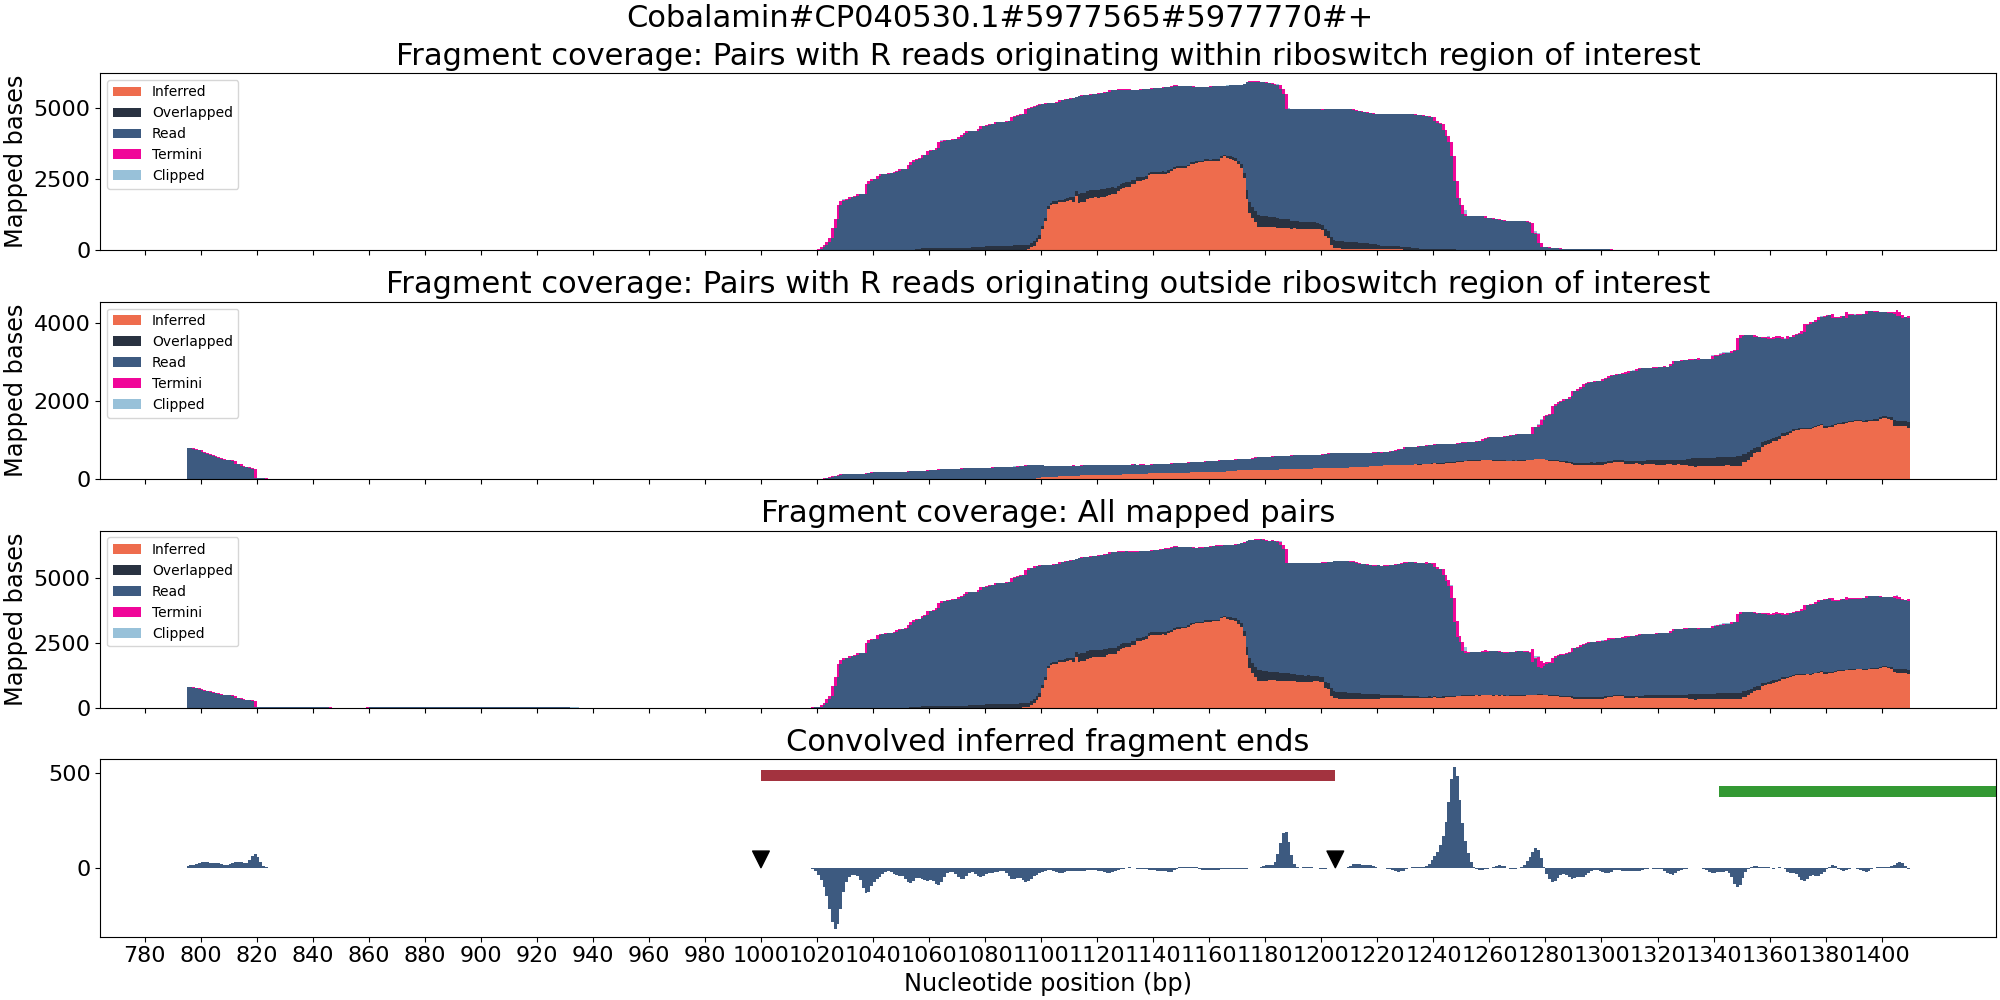 Cobalamin#CP040530.1#5977565#5977770#+
Fragment coverage: Pairs with R reads originating within riboswitch region of interest
Mapped bases
5000
2500
0
Inferred
Overlapped
Read
Termini
Clipped
Fragment coverage: Pairs with R reads originating outside riboswitch region of interest
Mapped bases
4000
2000
0
Inferred
Overlapped
Read
Termini
Clipped
Fragment coverage: All mapped pairs
Mapped bases
5000
2500
0
Inferred
Overlapped
Read
Termini
Clipped
Convolved inferred fragment ends
500
0
780 800 820 840 860 880 900 920 940 960 980 1000 1020 1040 1060 1080 1100 1120 1140 1160 1180 1200 1220 1240 1260 1280 1300 1320 1340 1360 1380 1400
Nucleotide position (bp)